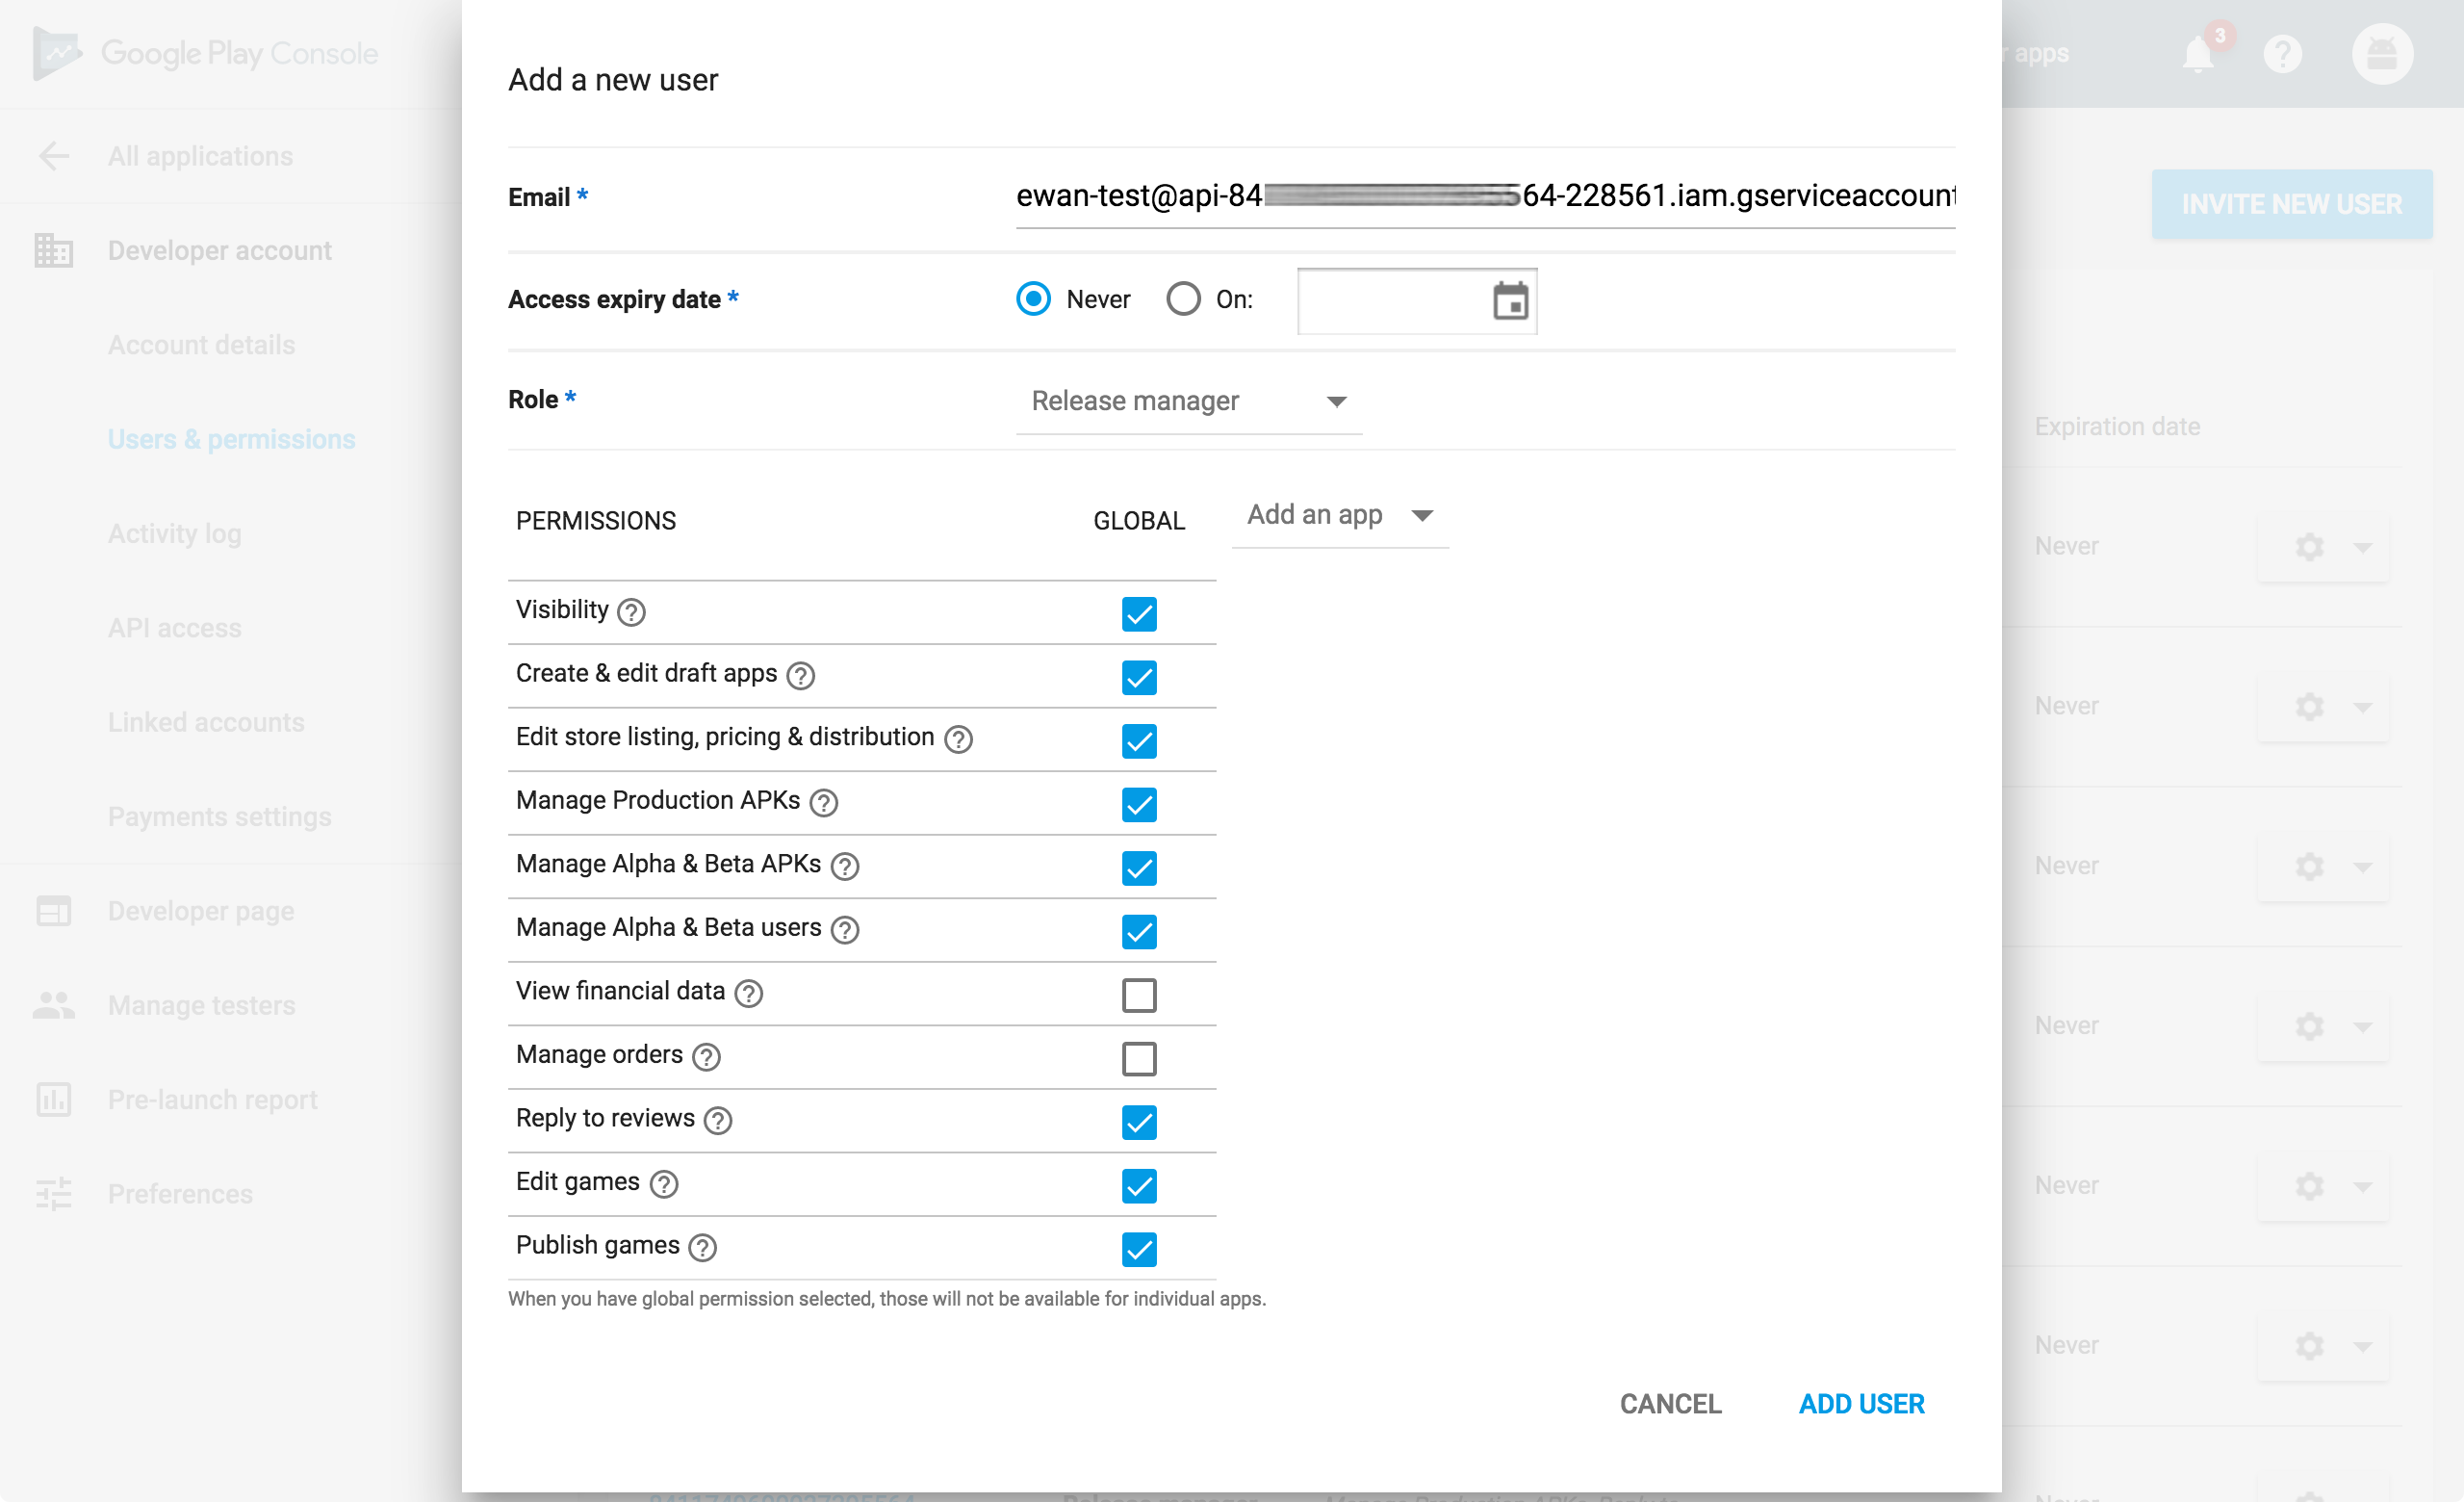 Google Play Console
r apps
3
All applications
INVITE NEW USER
Developer account
Account details
Users & permissions
Activity log
API access
Linked accounts
Payments settings
Developer page
Manage testers
Pre-launch report
Preferences
Add a new user
Email *
ewan-test@api-84
64-228561.iam.gserviceaccount
Access expiry date *
Never
On:
Role *
Release manager
PERMISSIONS
GLOBAL
Add an app
Visibility ?
Create & edit draft apps ?
Edit store listing, pricing & distribution ?
Manage Production APKs ?
Manage Alpha & Beta APKs ?
Manage Alpha & Beta users ?
View financial data ?
Manage orders ?
Reply to reviews ?
Edit games ?
Publish games ?
When you have global permission selected, those will not be available for individual apps.
CANCEL
ADD USER
Expiration date
Never
Never
Never
Never
Never
Never